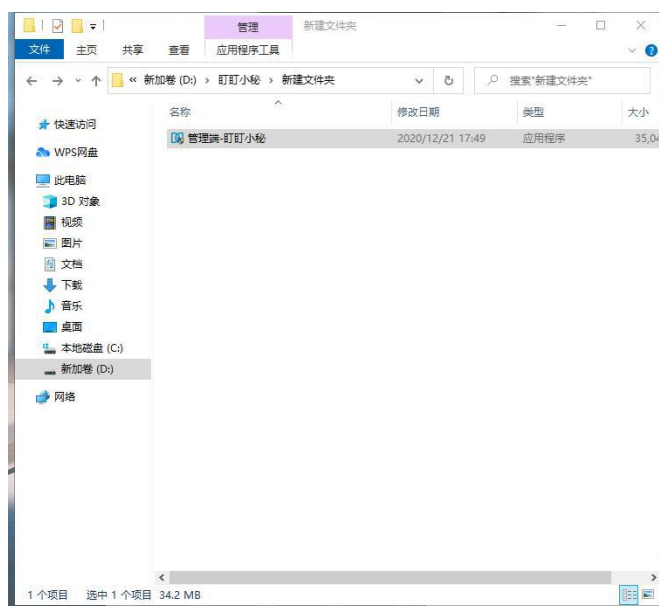 管理 新建文件夹
文件 主页 共享 查看 应用程序工具
« 新加卷 (D:) › 盯盯小秘 › 新建文件夹 搜索"新建文件夹"
名称 修改日期 类型 大小
管理端-盯盯小秘 2020/12/21 17:49 应用程序 35,04
快速访问
WPS网盘
此电脑
3D 对象
视频
图片
文档
下载
音乐
桌面
本地磁盘 (C:)
新加卷 (D:)
网络
1 个项目 选中 1 个项目 34.2 MB